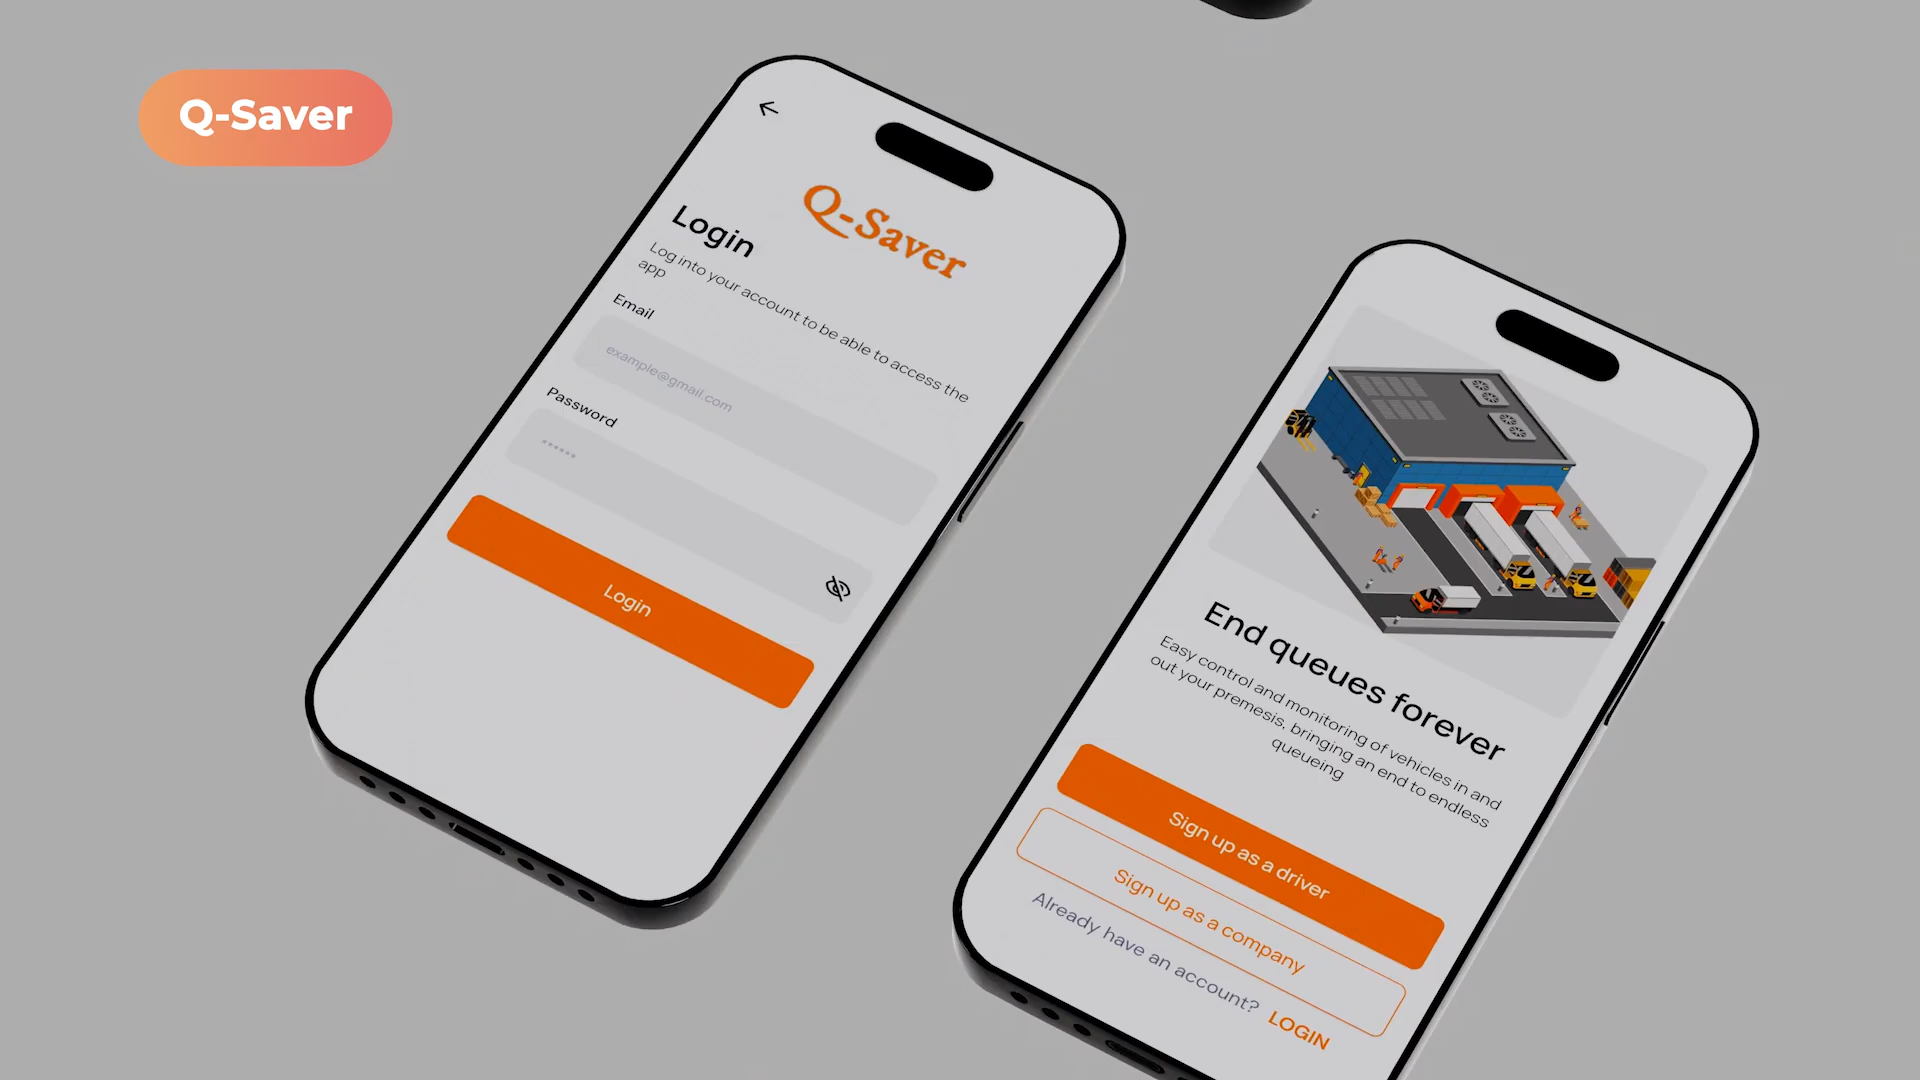 Q-Saver
Q-Saver
Login
Log into your account to be able to access the
app
Email
example@gmail.com
Password
******
Login
End queues forever
Easy control and monitoring of vehicles in and
out your premesis, bringing an end to endless
queueing
Sign up as a driver
Sign up as a company
Already have an account? LOGIN